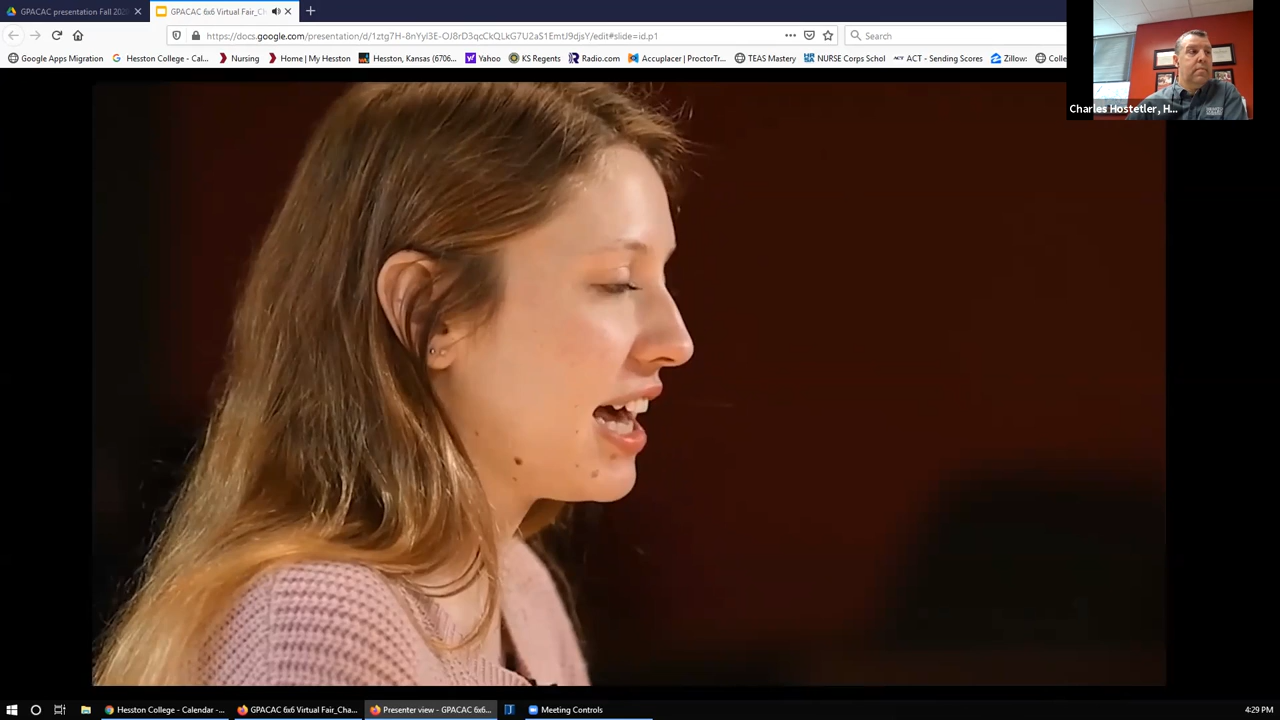 GPACAC presentation Fall 202
GPACAC 6x6 Virtual Fair_Ch
https://docs.google.com/presentation/d/1ztg7H-8nYyl3E-OJ8rD3qcCkQLkG7U2aS1EmtJ9djsY/edit#slide=id.p1
Search
Google Apps Migration
Hesston College - Cal...
Nursing
Home | My Hesston
Hesston, Kansas (6706...
Yahoo
KS Regents
Radio.com
Accuplacer | ProctorTr...
TEAS Mastery
NURSE Corps Schol
ACT - Sending Scores
Zillow:
Colle
Charles Hostetler, H...
Hesston College - Calendar -...
GPACAC 6x6 Virtual Fair_Cha...
Presenter view - GPACAC 6x6...
Meeting Controls
4:29 PM